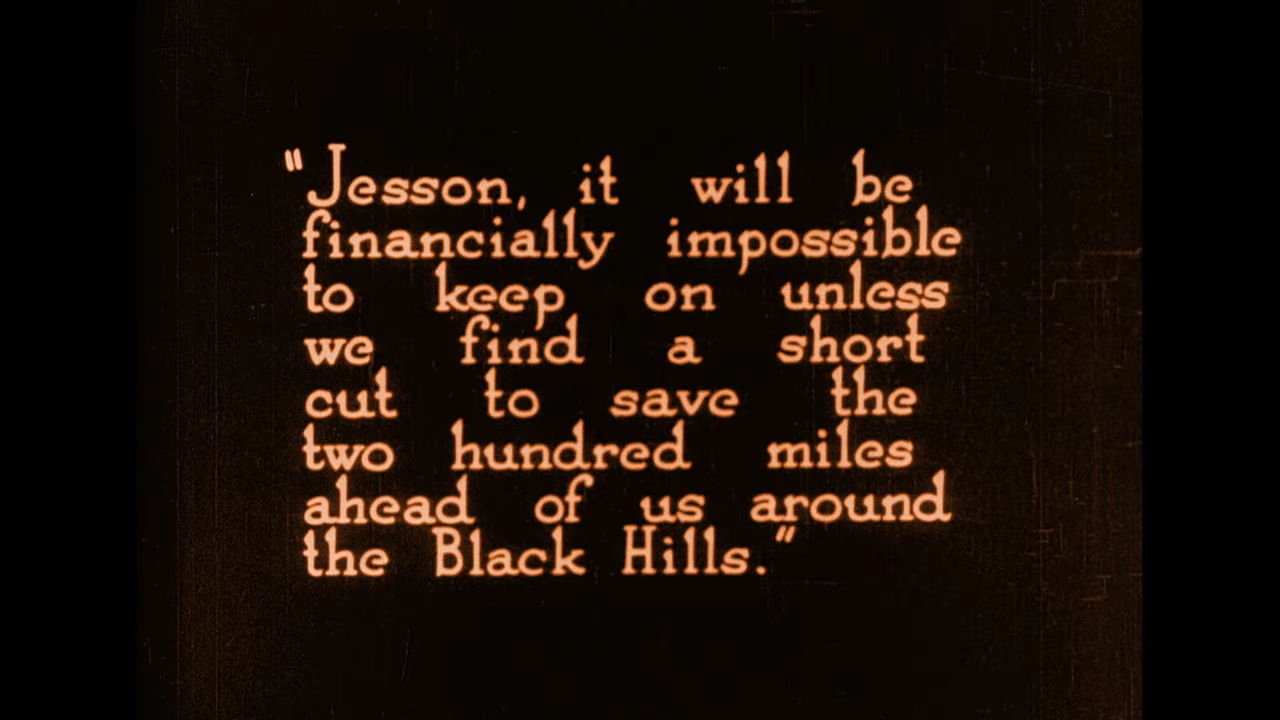 "Jesson, it will be
financially impossible
to keep on unless
we find a short
cut to save the
two hundred miles
ahead of us around
the Black Hills."